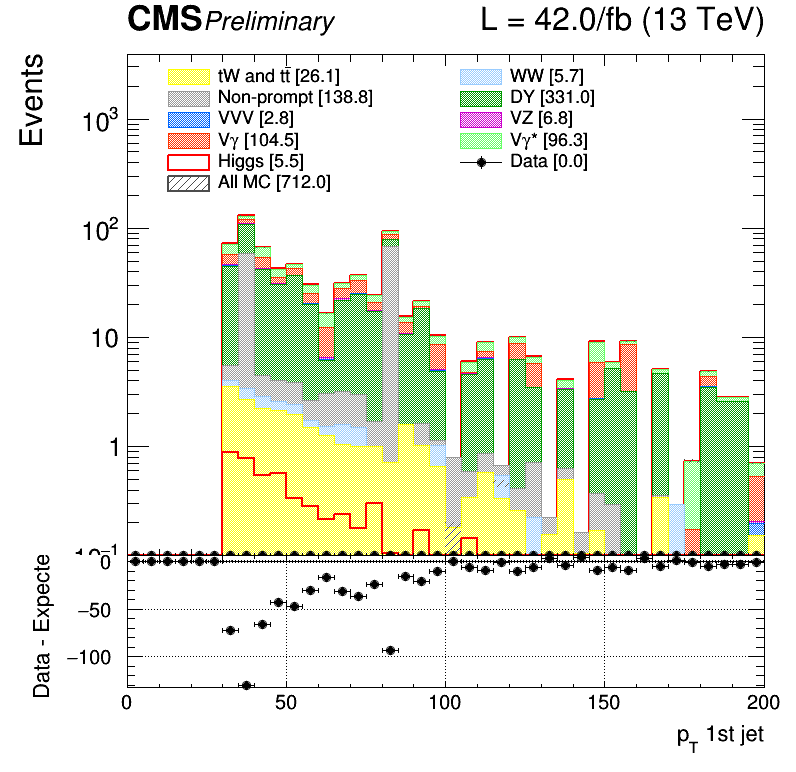 CMS Preliminary L = 42.0/fb (13 TeV)
Events
tW and tt̄ [26.1] WW [5.7]
Non-prompt [138.8] DY [331.0]
VVV [2.8] VZ [6.8]
Vγ [104.5] Vγ* [96.3]
Higgs [5.5] Data [0.0]
All MC [712.0]
10³
10²
10
1
Data - Expecte
0
−50
−100
0 50 100 150 200
p_T 1st jet